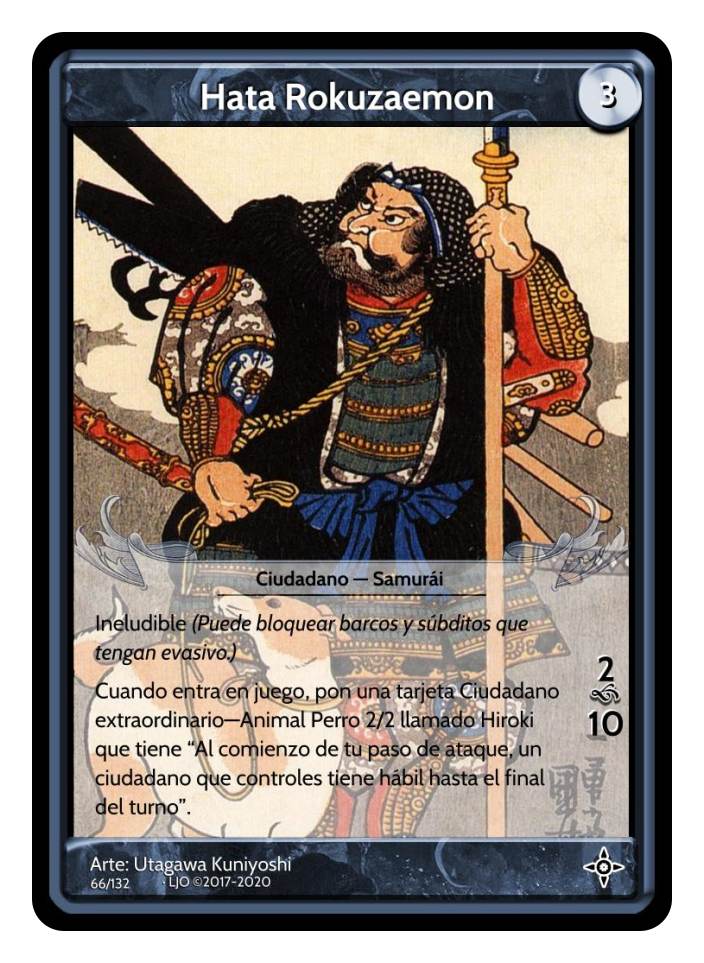 Hata Rokuzaemon
3
Ciudadano — Samurái
Ineludible (Puede bloquear barcos y súbditos que
tengan evasivo.)
Cuando entra en juego, pon una tarjeta Ciudadano
extraordinario—Animal Perro 2/2 llamado Hiroki
que tiene “Al comienzo de tu paso de ataque, un
ciudadano que controles tiene hábil hasta el final
del turno”.
2
10
Arte: Utagawa Kuniyoshi
66/132 · LJO ©2017-2020